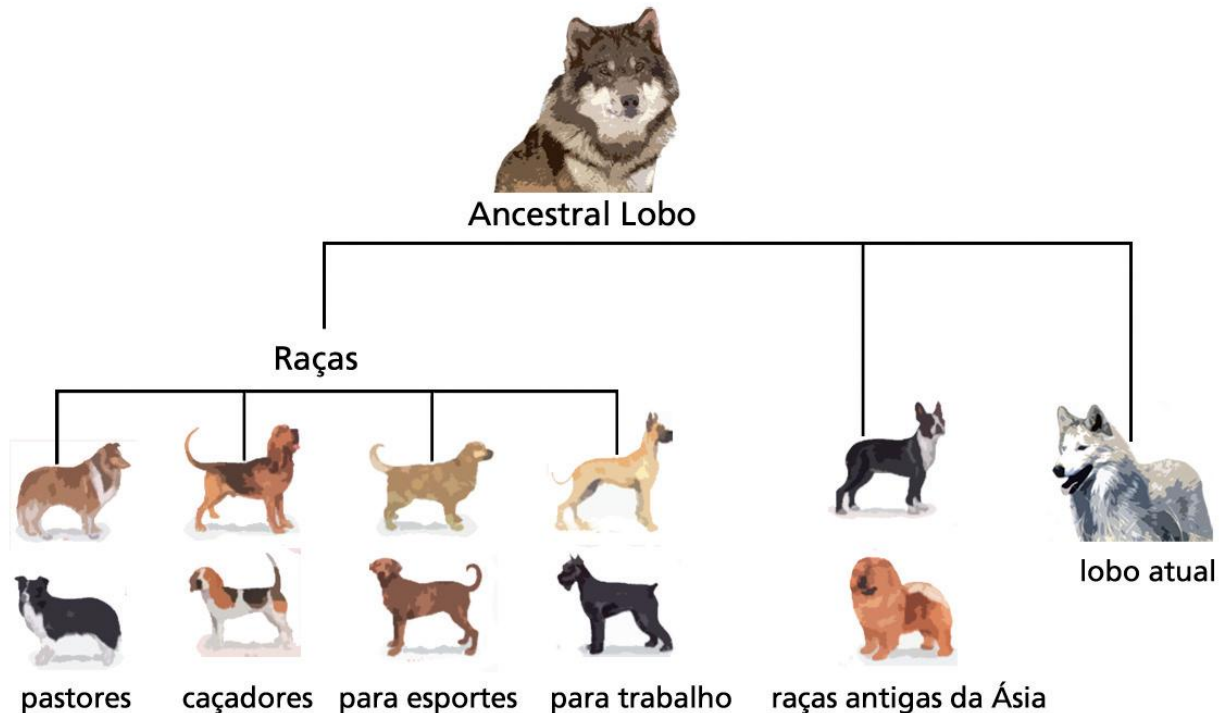 Ancestral Lobo
Raças
lobo atual
pastores
caçadores
para esportes
para trabalho
raças antigas da Ásia